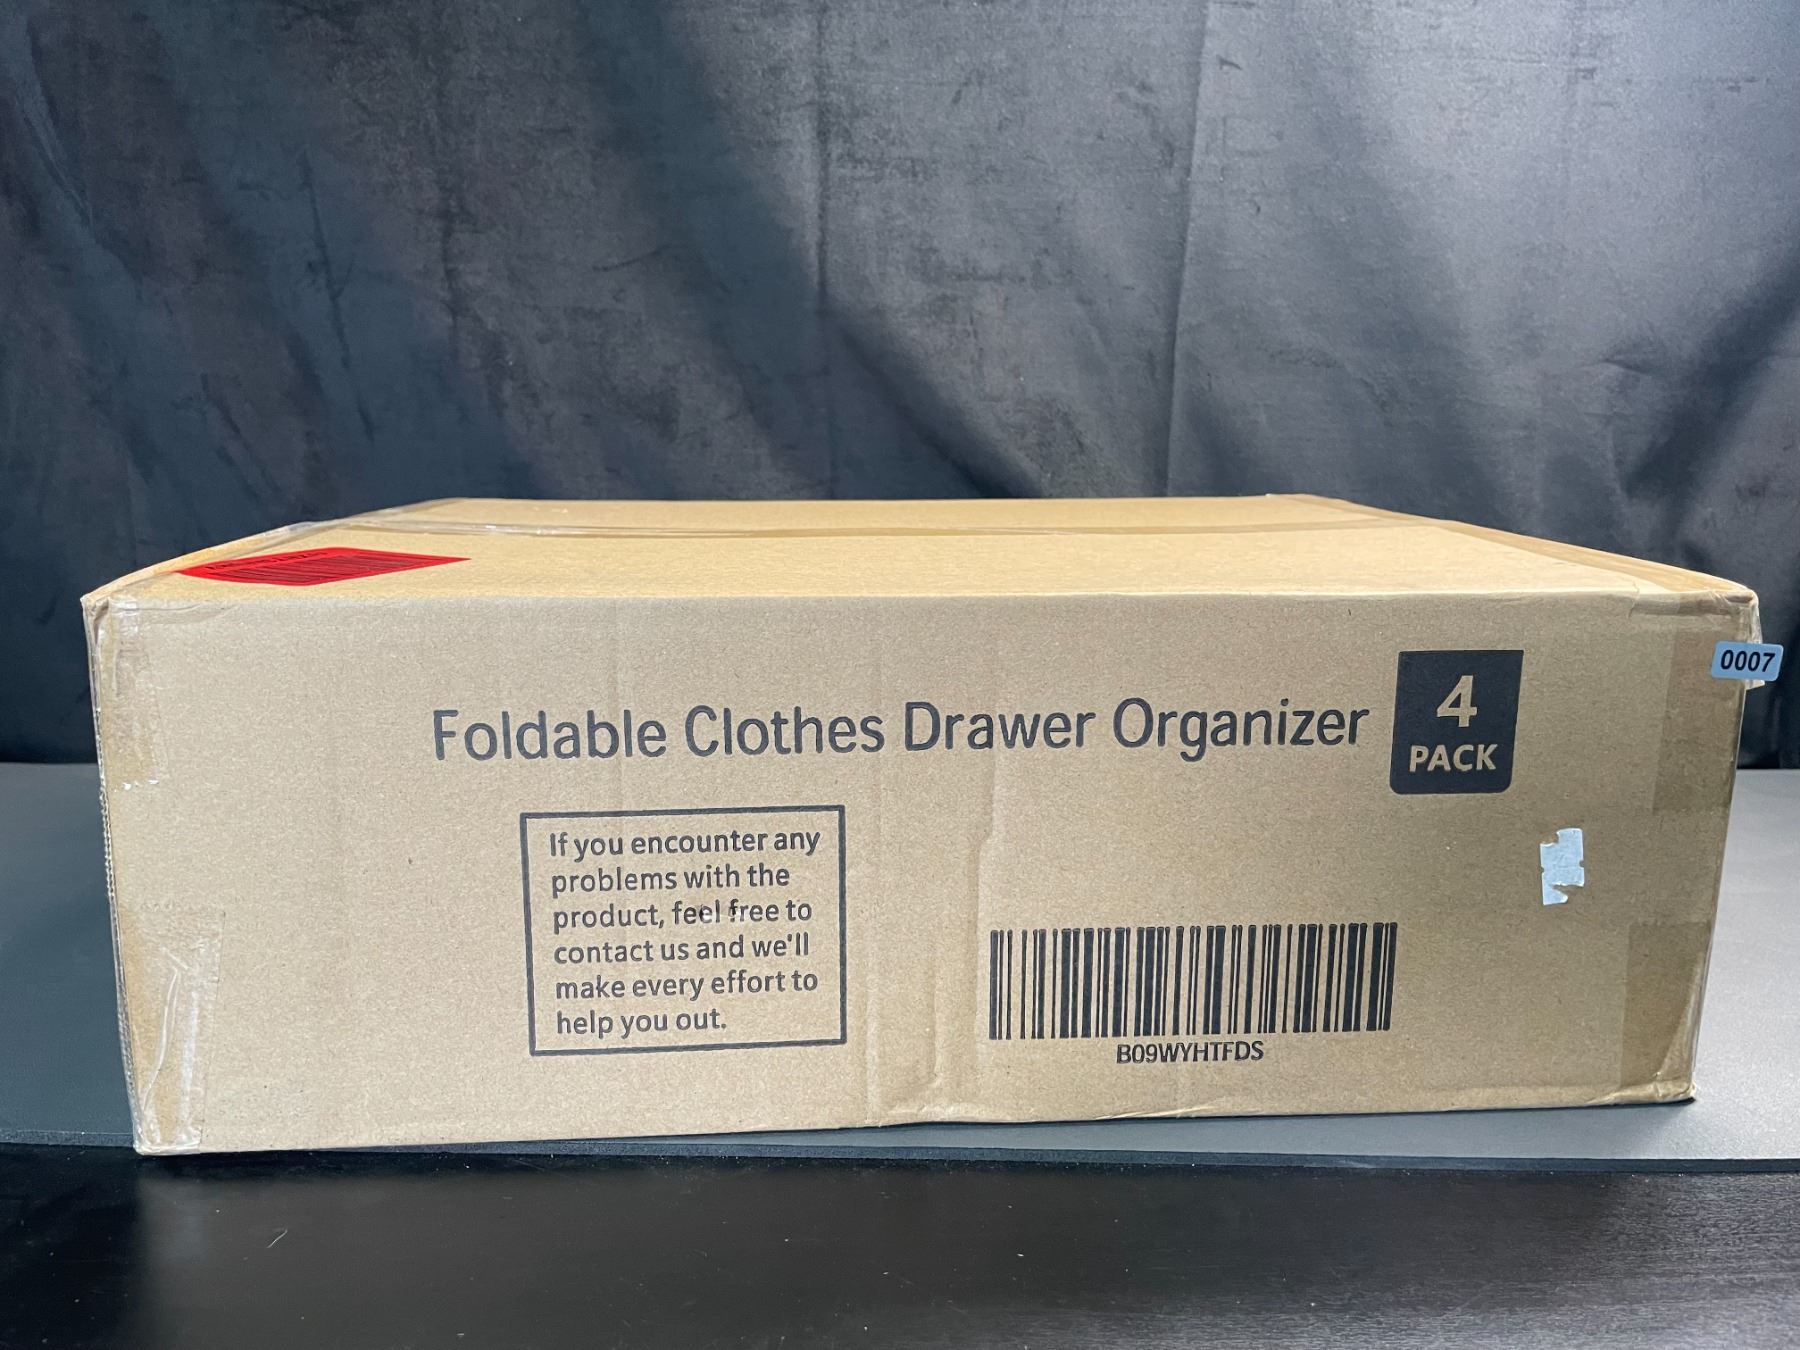 0007
Foldable Clothes Drawer Organizer
4
PACK
If you encounter any
problems with the
product, feel free to
contact us and we'll
make every effort to
help you out.
B09WYHTFDS